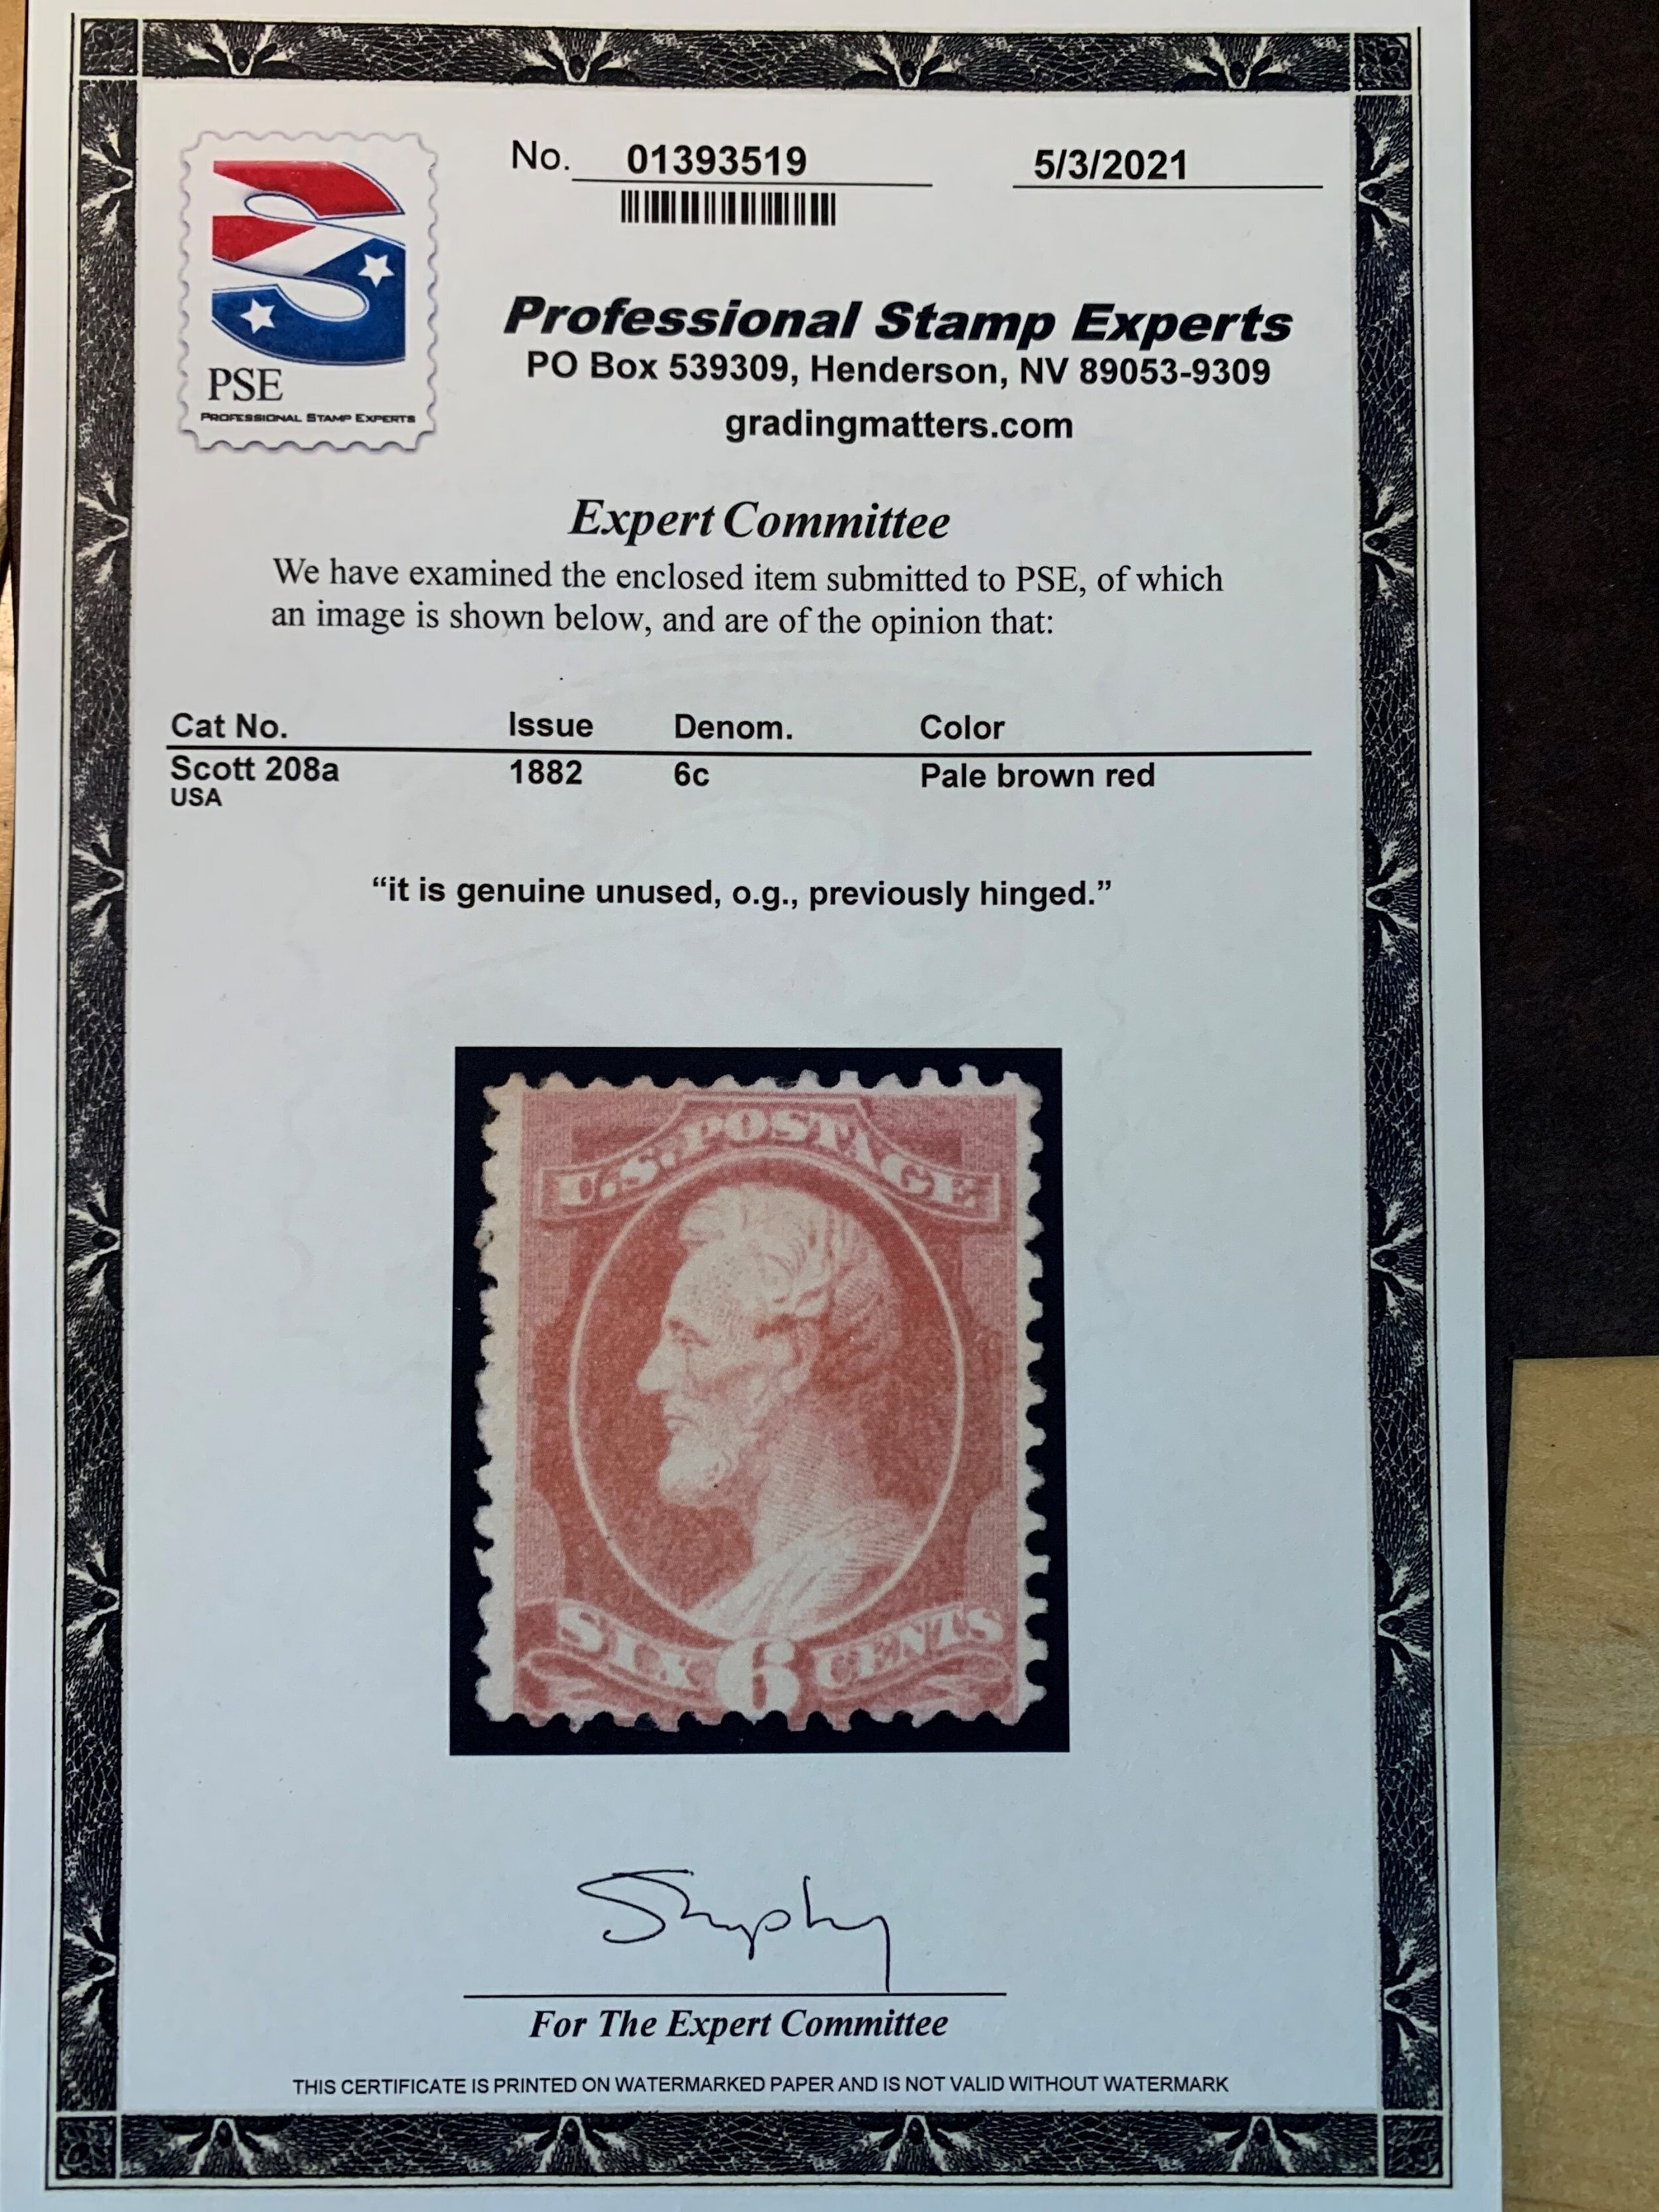 No. 01393519 5/3/2021
Professional Stamp Experts
PO Box 539309, Henderson, NV 89053-9309
gradingmatters.com
PSE
PROFESSIONAL STAMP EXPERTS
Expert Committee
We have examined the enclosed item submitted to PSE, of which
an image is shown below, and are of the opinion that:
Cat No. Issue Denom. Color
Scott 208a 1882 6c Pale brown red
USA
“it is genuine unused, o.g., previously hinged.”
U.S. POSTAGE
SIX 6 CENTS
For The Expert Committee
THIS CERTIFICATE IS PRINTED ON WATERMARKED PAPER AND IS NOT VALID WITHOUT WATERMARK